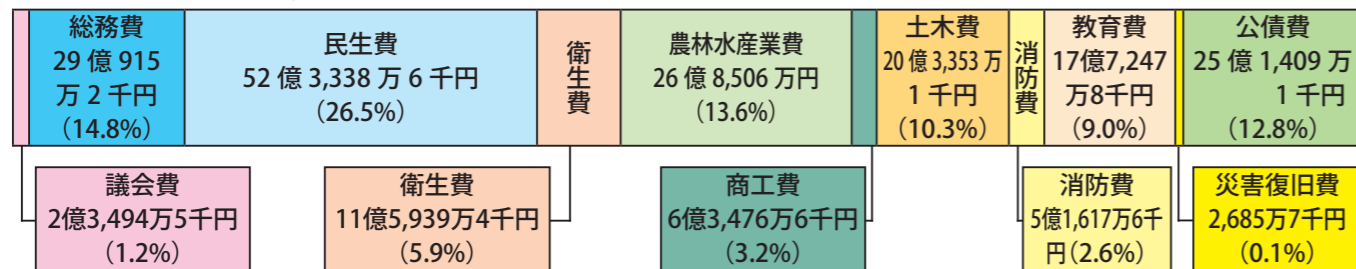 総務費
29 億 915
万 2 千円
(14.8%)
民生費
52 億 3,338 万 6 千円
(26.5%)
衛生費
農林水産業費
26 億 8,506 万円
(13.6%)
土木費
20 億 3,353 万
1 千円
(10.3%)
消防費
教育費
17億7,247
万8千円
(9.0%)
公債費
25 億 1,409 万
1 千円
(12.8%)
議会費
2億3,494万5千円
(1.2%)
衛生費
11億5,939万4千円
(5.9%)
商工費
6億3,476万6千円
(3.2%)
消防費
5億1,617万6千
円(2.6%)
災害復旧費
2,685万7千円
(0.1%)